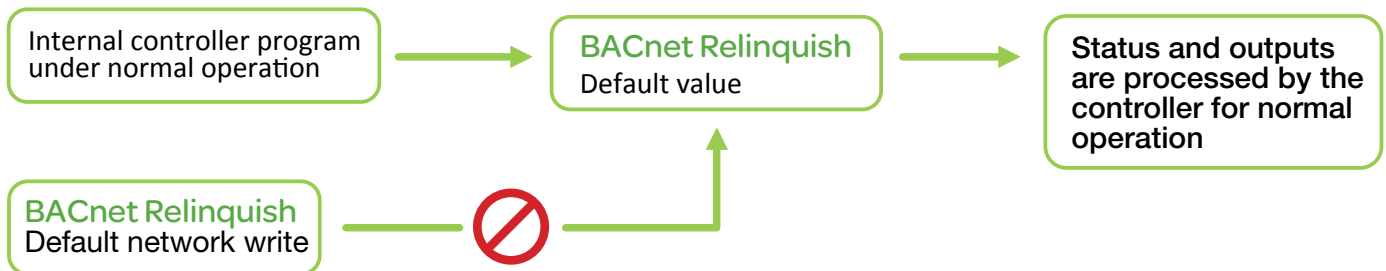 Internal controller program
under normal operation
BACnet Relinquish
Default value
Status and outputs
are processed by the
controller for normal
operation
BACnet Relinquish
Default network write